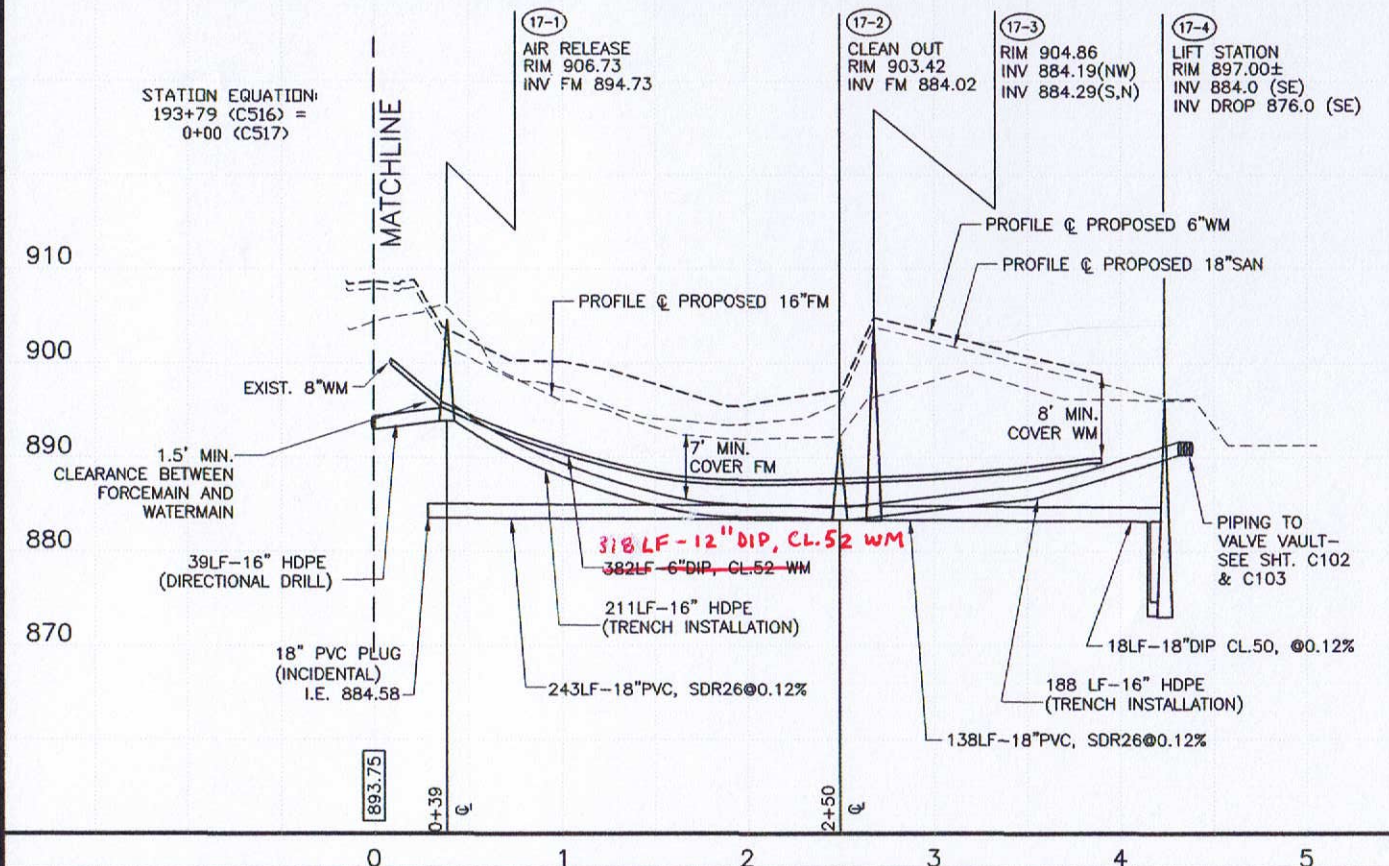 17-1
AIR RELEASE
RIM 906.73
INV FM 894.73
17-2
CLEAN OUT
RIM 903.42
INV FM 884.02
17-3
RIM 904.86
INV 884.19(NW)
INV 884.29(S,N)
17-4
LIFT STATION
RIM 897.00±
INV 884.0 (SE)
INV DROP 876.0 (SE)
STATION EQUATION:
193+79 (C516) =
0+00 (C517)
MATCHLINE
910
900
890
880
870
PROFILE ℄ PROPOSED 6"WM
PROFILE ℄ PROPOSED 18"SAN
PROFILE ℄ PROPOSED 16"FM
EXIST. 8"WM
8' MIN.
COVER WM
7' MIN.
COVER FM
1.5' MIN.
CLEARANCE BETWEEN
FORCEMAIN AND
WATERMAIN
318 LF-12"DIP, CL.52 WM
382LF-6"DIP, CL.52 WM
PIPING TO
VALVE VAULT-
SEE SHT. C102
& C103
39LF-16" HDPE
(DIRECTIONAL DRILL)
211LF-16" HDPE
(TRENCH INSTALLATION)
18" PVC PLUG
(INCIDENTAL)
I.E. 884.58
243LF-18"PVC, SDR26@0.12%
18LF-18"DIP CL.50, @0.12%
188 LF-16" HDPE
(TRENCH INSTALLATION)
138LF-18"PVC, SDR26@0.12%
893.75
0+39
℄
2+50
℄
0 1 2 3 4 5